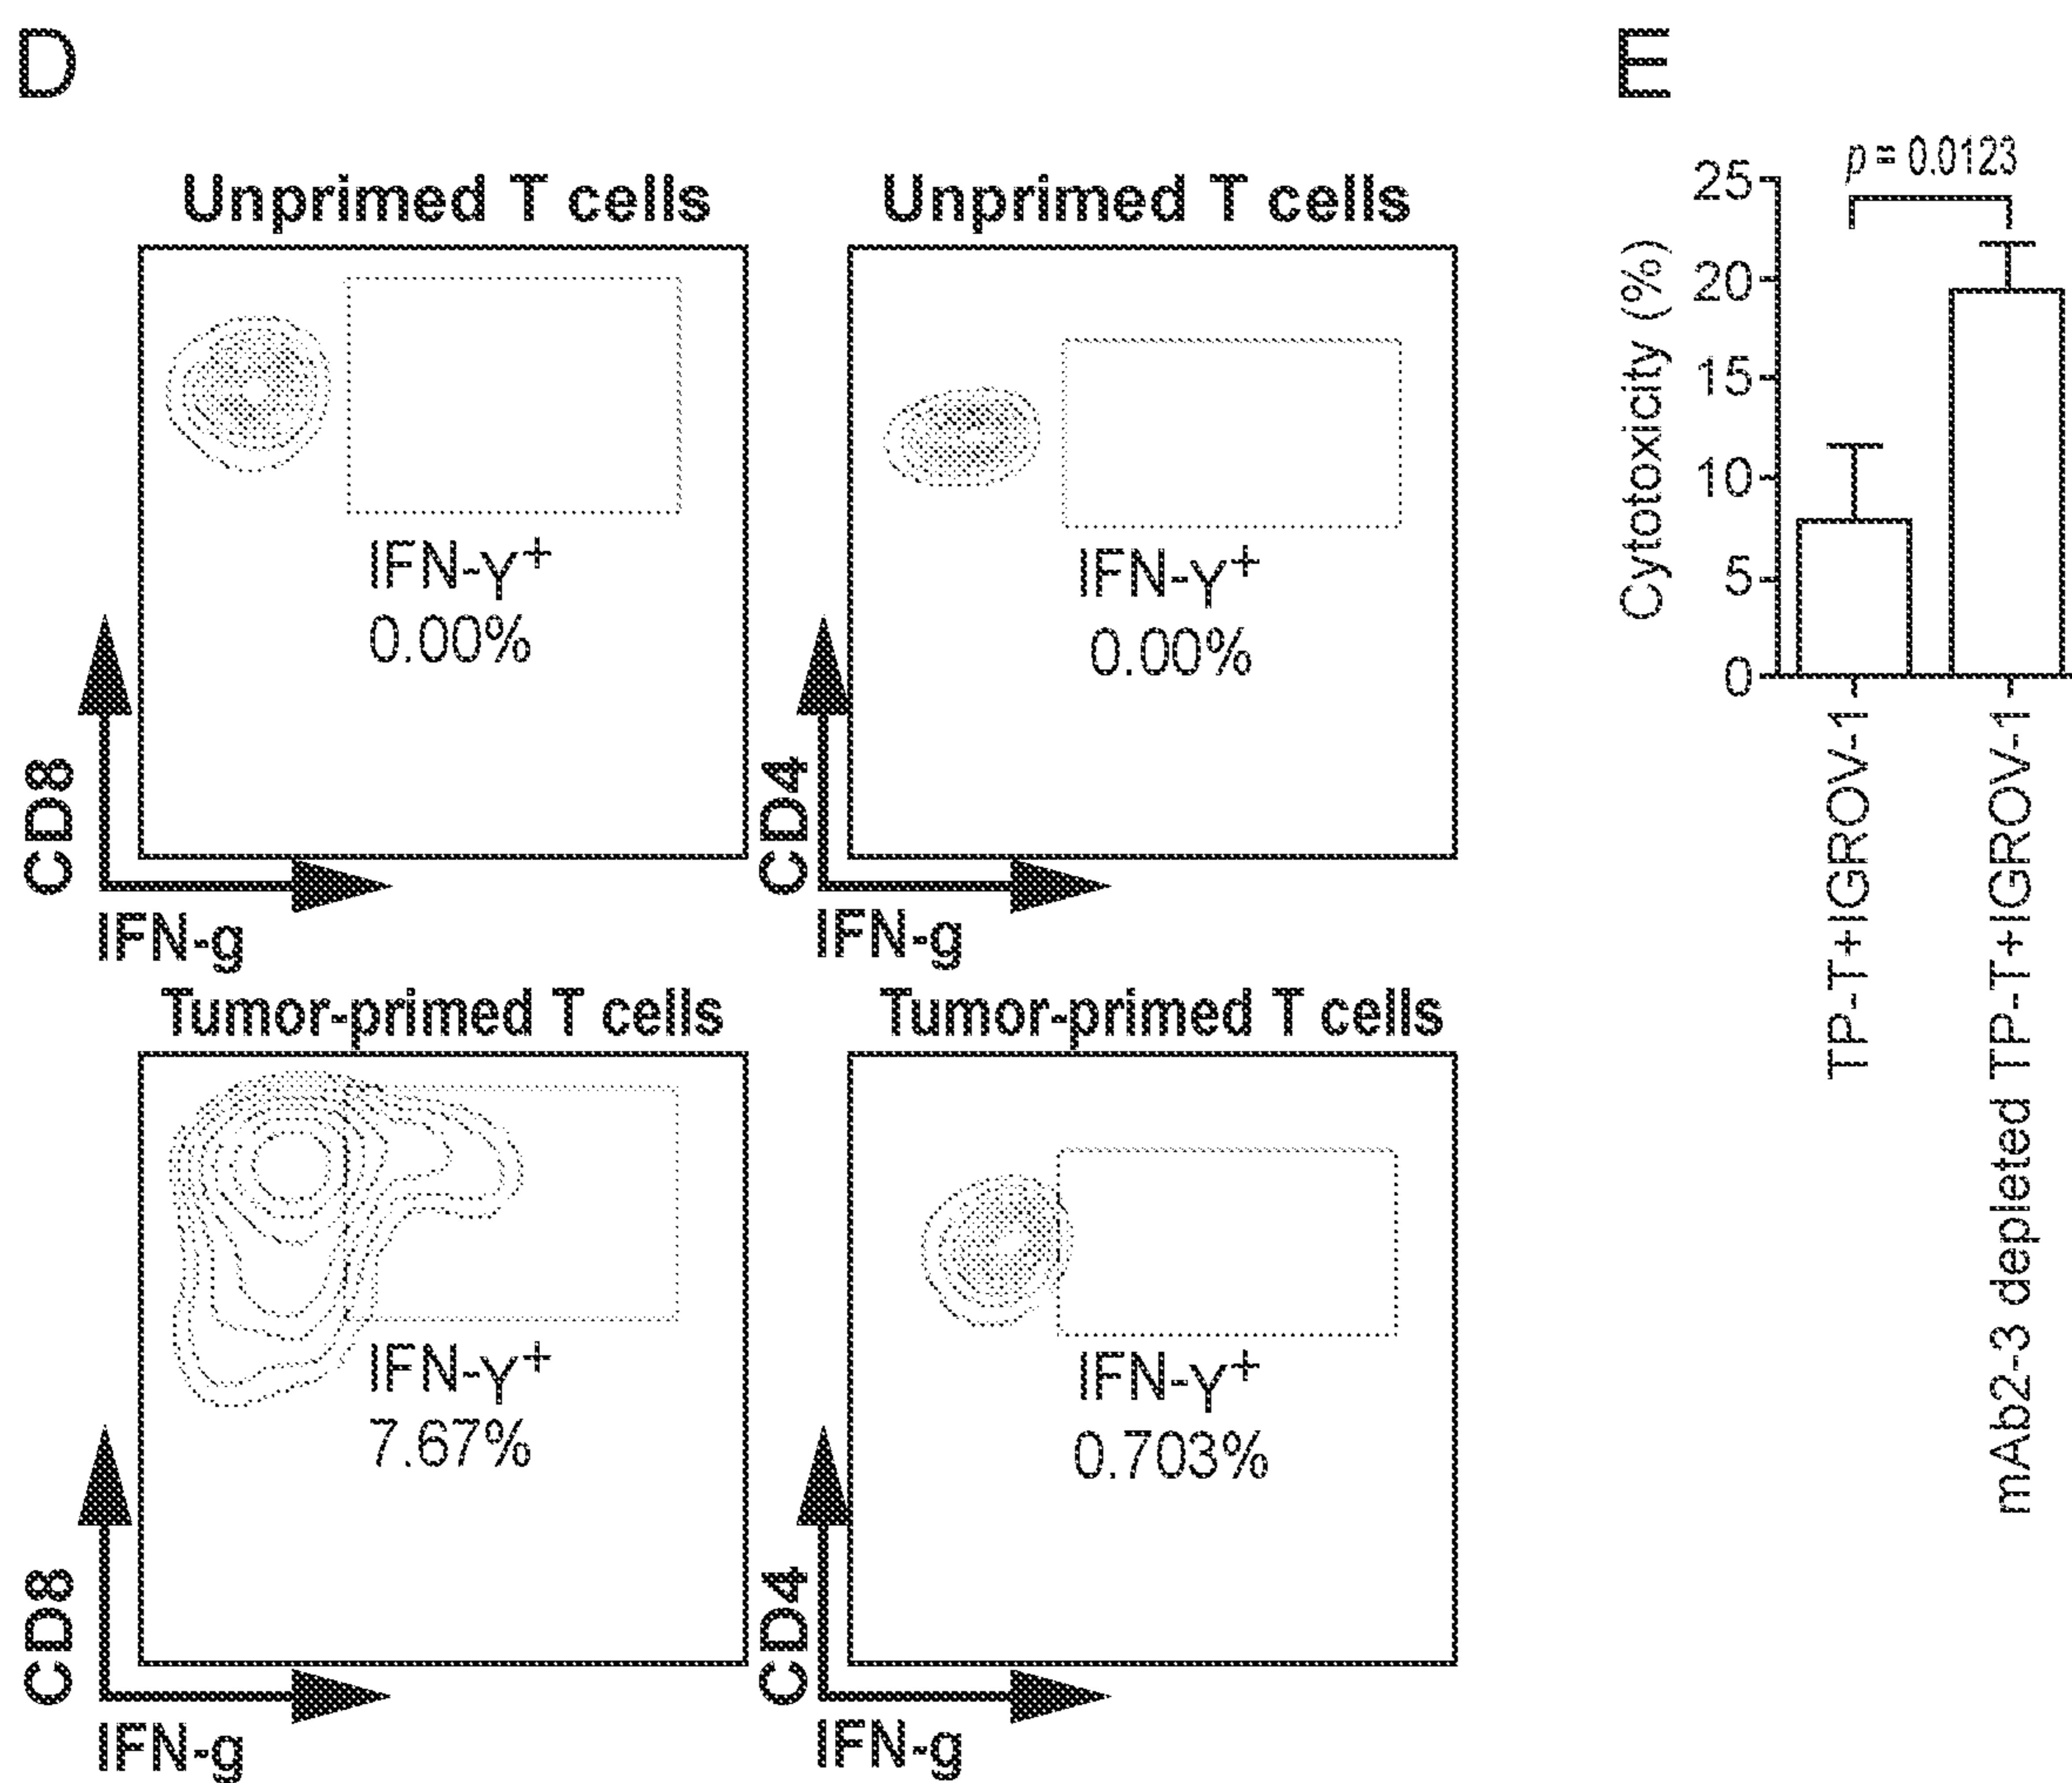 D
Unprimed T cells
IFN-γ+
0.00%
CD8
IFN-g
Unprimed T cells
IFN-γ+
0.00%
CD4
IFN-g
Tumor-primed T cells
IFN-γ+
7.67%
CD8
IFN-g
Tumor-primed T cells
IFN-γ+
0.703%
CD4
IFN-g
E
p = 0.0123
Cytotoxicity (%)
25
20
15
10
5
0
TP-T+IGROV-1
mAb2-3 depleted TP-T+IGROV-1